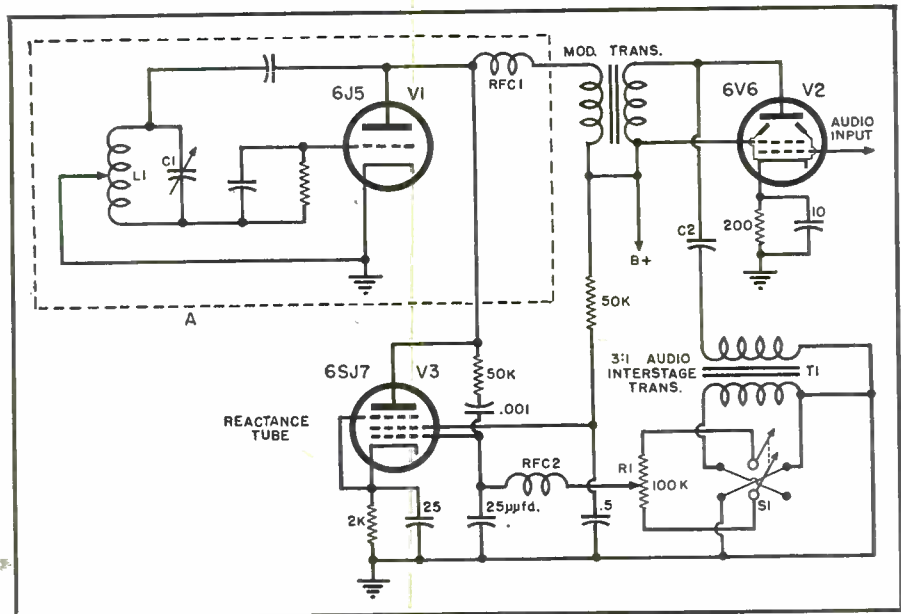 MOD. TRANS.
6J5 V1
RFC1
6V6 V2
AUDIO
INPUT
C1
L1
200
10
C2
B+
A
50K
3:1 AUDIO
INTERSTAGE
TRANS.
T1
6SJ7 V3
50K
.001
REACTANCE
TUBE
RFC2
R1
100K
S1
2K
25
25μμfd.
.5